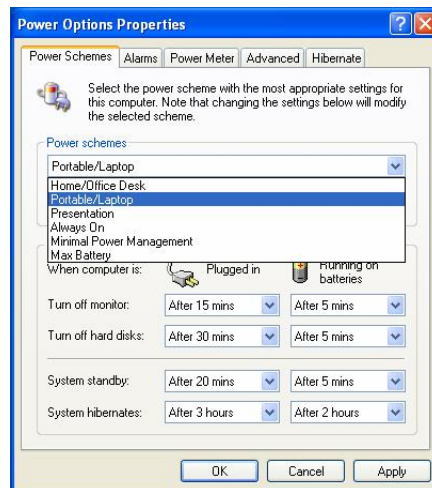 Power Options Properties
Power Schemes Alarms Power Meter Advanced Hibernate
Select the power scheme with the most appropriate settings for
this computer. Note that changing the settings below will modify
the selected scheme.
Power schemes
Portable/Laptop
Home/Office Desk
Portable/Laptop
Presentation
Always On
Minimal Power Management
Max Battery
When computer is: Plugged in Running on
batteries
Turn off monitor: After 15 mins After 5 mins
Turn off hard disks: After 30 mins After 5 mins
System standby: After 20 mins After 5 mins
System hibernates: After 3 hours After 2 hours
OK Cancel Apply